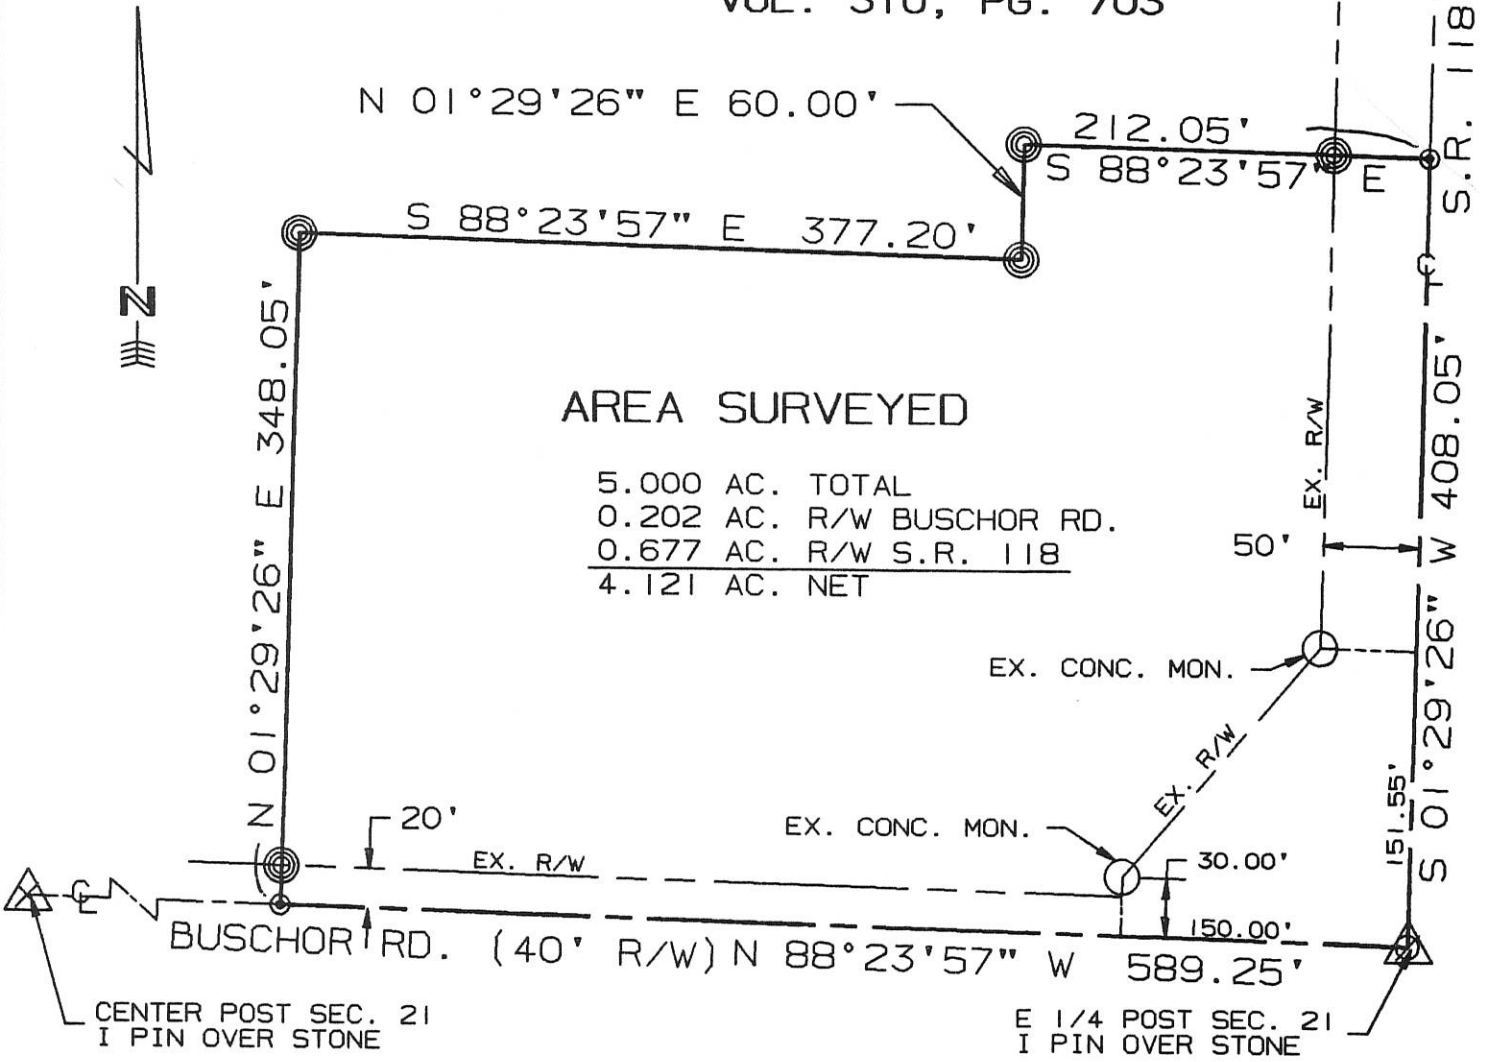 VOL. 310, PG. 703
N 01°29'26" E 60.00'
212.05'
S 88°23'57" E
S.R. 118
S 88°23'57" E 377.20'
N
N 01°29'26" E 348.05'
AREA SURVEYED
5.000 AC. TOTAL
0.202 AC. R/W BUSCHOR RD.
0.677 AC. R/W S.R. 118
4.121 AC. NET
EX. R/W
50'
S 01°29'26" W 408.05'
EX. CONC. MON.
EX. R/W
151.55'
20'
EX. CONC. MON.
EX. R/W
30.00'
150.00'
BUSCHOR RD. (40' R/W) N 88°23'57" W 589.25'
CENTER POST SEC. 21
I PIN OVER STONE
E 1/4 POST SEC. 21
I PIN OVER STONE